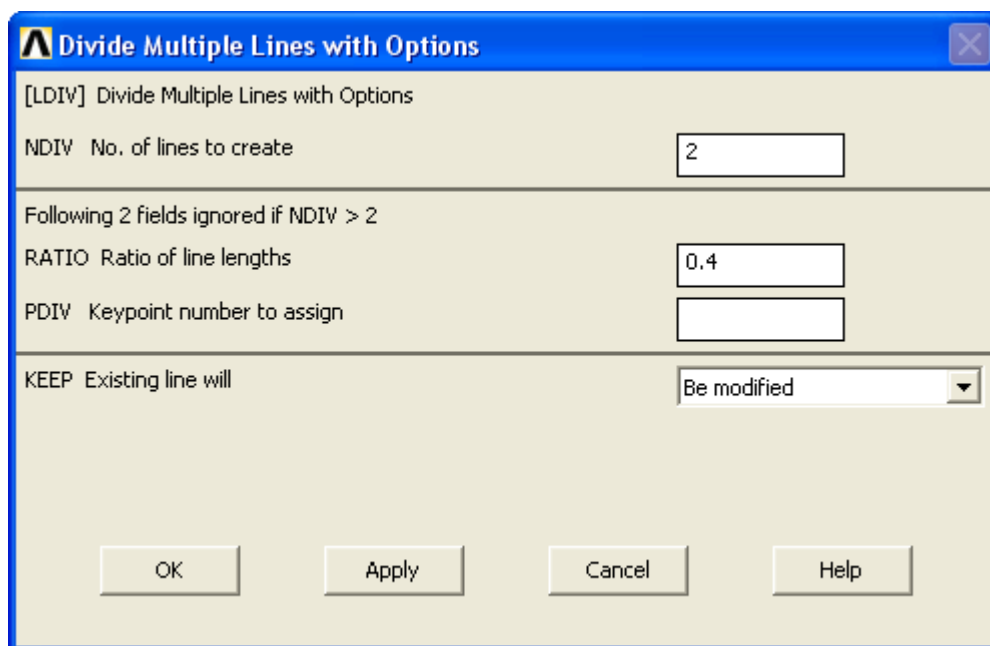 Divide Multiple Lines with Options
[LDIV] Divide Multiple Lines with Options
NDIV No. of lines to create 2
Following 2 fields ignored if NDIV > 2
RATIO Ratio of line lengths 0.4
PDIV Keypoint number to assign
KEEP Existing line will Be modified
OK Apply Cancel Help